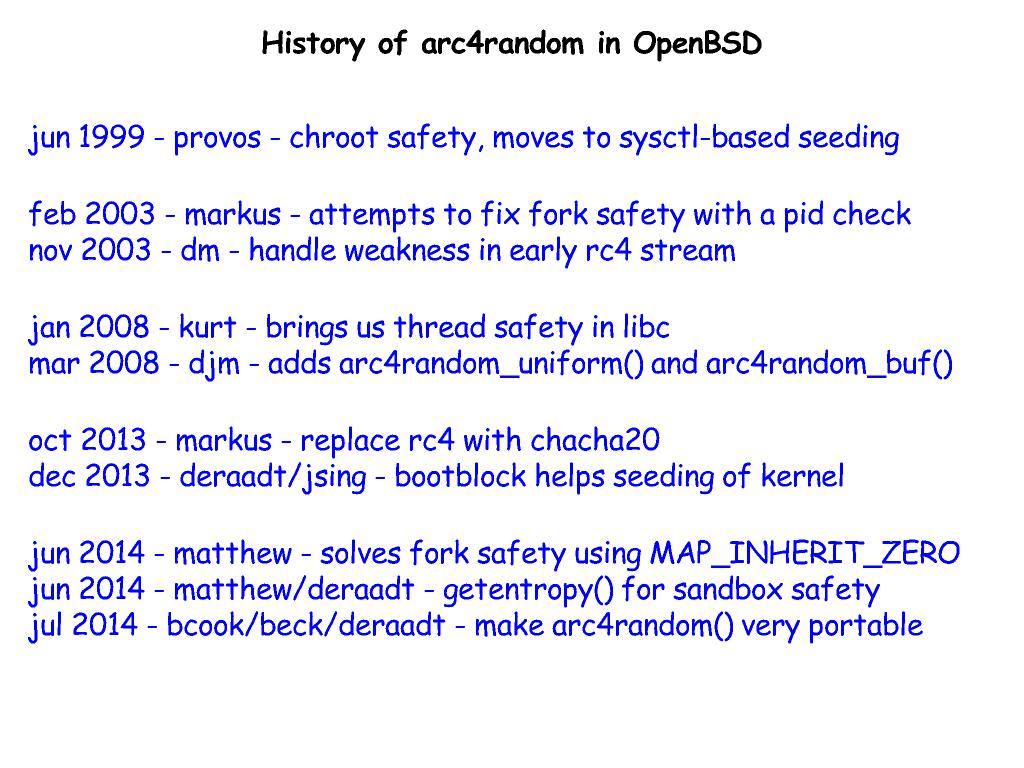 History of arc4random in OpenBSD
jun 1999 - provos - chroot safety, moves to sysctl-based seeding
feb 2003 - markus - attempts to fix fork safety with a pid check
nov 2003 - dm - handle weakness in early rc4 stream
jan 2008 - kurt - brings us thread safety in libc
mar 2008 - djm - adds arc4random_uniform() and arc4random_buf()
oct 2013 - markus - replace rc4 with chacha20
dec 2013 - deraadt/jsing - bootblock helps seeding of kernel
jun 2014 - matthew - solves fork safety using MAP_INHERIT_ZERO
jun 2014 - matthew/deraadt - getentropy() for sandbox safety
jul 2014 - bcook/beck/deraadt - make arc4random() very portable